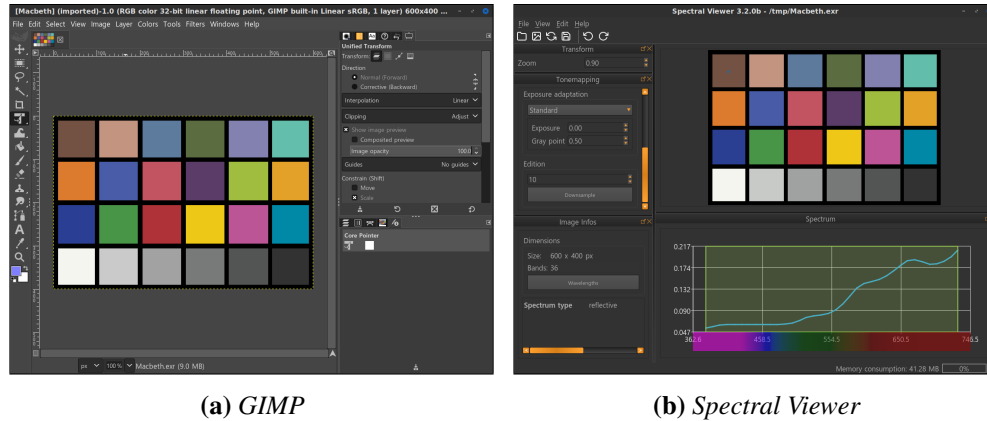 [Macbeth] (imported)-1.0 (RGB color 32-bit linear floating point, GIMP built-in Linear sRGB, 1 layer) 600x400 ...
File Edit Select View Image Layer Colors Tools Filters Windows Help
Unified Transform
Transform:
Direction
Normal (Forward)
Corrective (Backward)
Interpolation Linear
Clipping Adjust
Show image preview
Composited preview
Image opacity 100.0
Guides No guides
Constrain (Shift)
Move
Scale
Core Pointer
px 100 % Macbeth.exr (9.0 MB)
(a) GIMP
Spectral Viewer 3.2.0b - /tmp/Macbeth.exr
File View Edit Help
Transform
Zoom 0.90
Tonemapping
Exposure adaptation
Standard
Exposure 0.00
Gray point 0.50
Edition
10
Downsample
Image Infos
Dimensions
Size: 600 x 400 px
Bands: 36
Wavelengths
Spectrum type reflective
Spectrum
0.217
0.174
0.132
0.090
0.047
362.6 458.5 554.5 650.5 746.5
Memory consumption: 41.28 MB 0%
(b) Spectral Viewer